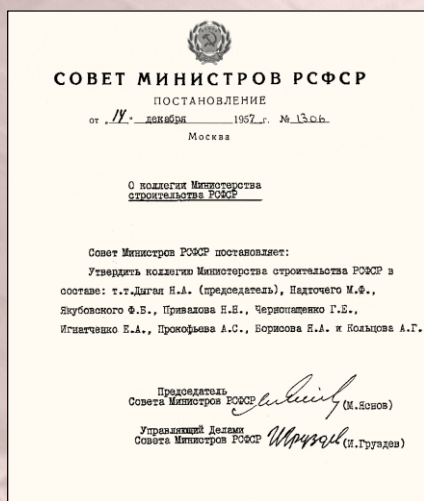 СОВЕТ МИНИСТРОВ РСФСР
ПОСТАНОВЛЕНИЕ
от „14" декабря 1957 г. № 1306
Москва
О коллегии Министерства
строительства РСФСР
Совет Министров РСФСР постановляет:
Утвердить коллегию Министерства строительства РСФСР в
составе: т.т.Дыгая Н.А. (председатель), Надточего М.Ф.,
Якубовского Ф.Б., Привалова Н.Н., Чернопащенко Г.Е.,
Игнатченко Е.А., Прокофьева А.С., Борисова Я.А. и Кольцова А.Г.
Председатель
Совета Министров РСФСР (М.Яснов)
Управляющий Делами
Совета Министров РСФСР (И.Груздев)